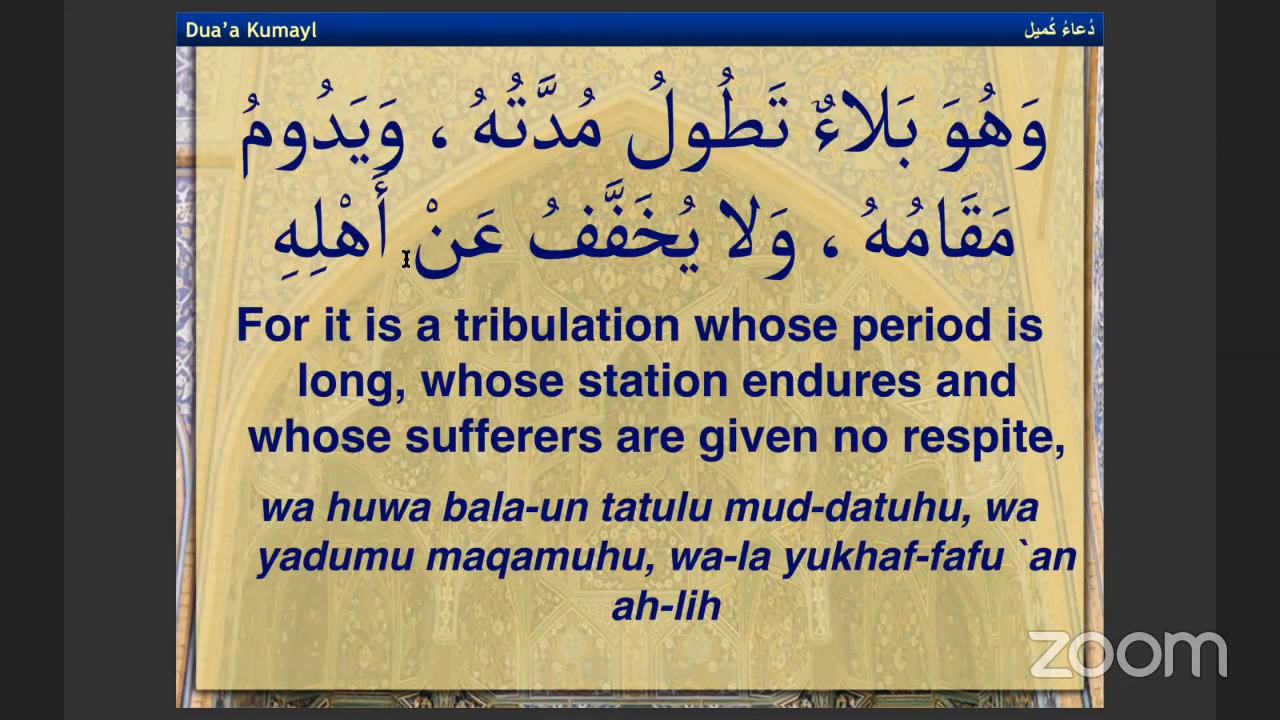 Dua’a Kumayl
دُعاءُ كُميل
وَهُوَ بَلاءٌ تَطُولُ مُدَّتُهُ ، وَيَدُومُ
مَقَامُهُ ، وَلا يُخَفَّفُ عَنْ أَهْلِهِ
For it is a tribulation whose period is
long, whose station endures and
whose sufferers are given no respite,
wa huwa bala-un tatulu mud-datuhu, wa
yadumu maqamuhu, wa-la yukhaf-fafu `an
ah-lih
zoom